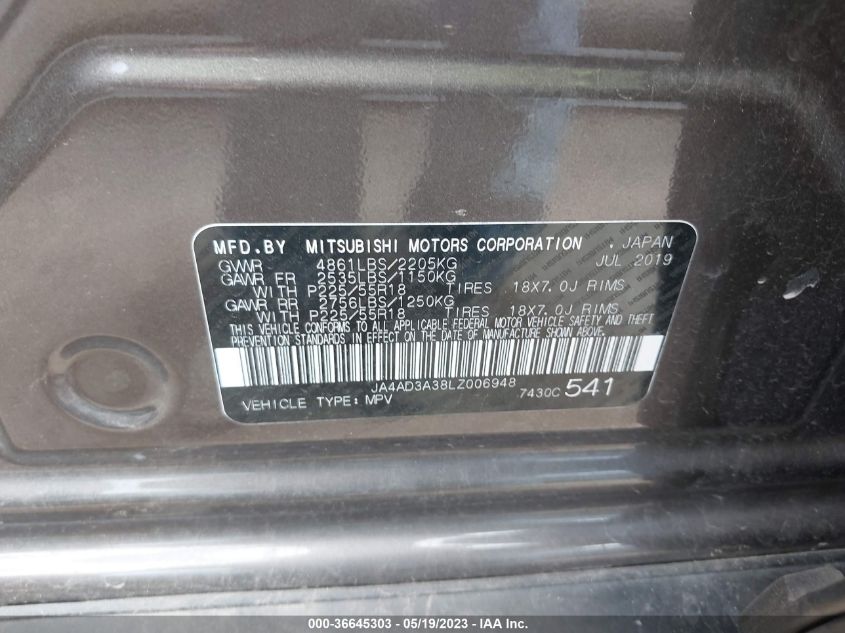 MFD.BY MITSUBISHI MOTORS CORPORATION . JAPAN
GVWR 4861LBS/2205KG JUL 2019
GAWR FR 2535LBS/1150KG
WITH P225/55R18 TIRES 18X7.0J RIMS
GAWR RR 2756LBS/1250KG
WITH P225/55R18 TIRES 18X7.0J RIMS
THIS VEHICLE CONFORMS TO ALL APPLICABLE FEDERAL MOTOR VEHICLE SAFETY AND THEFT
PREVENTION STANDARDS IN EFFECT ON THE DATE OF MANUFACTURE SHOWN ABOVE.
JA4AD3A38LZ006948
VEHICLE TYPE: MPV 7430C 541
000-36645303 - 05/19/2023 - IAA Inc.